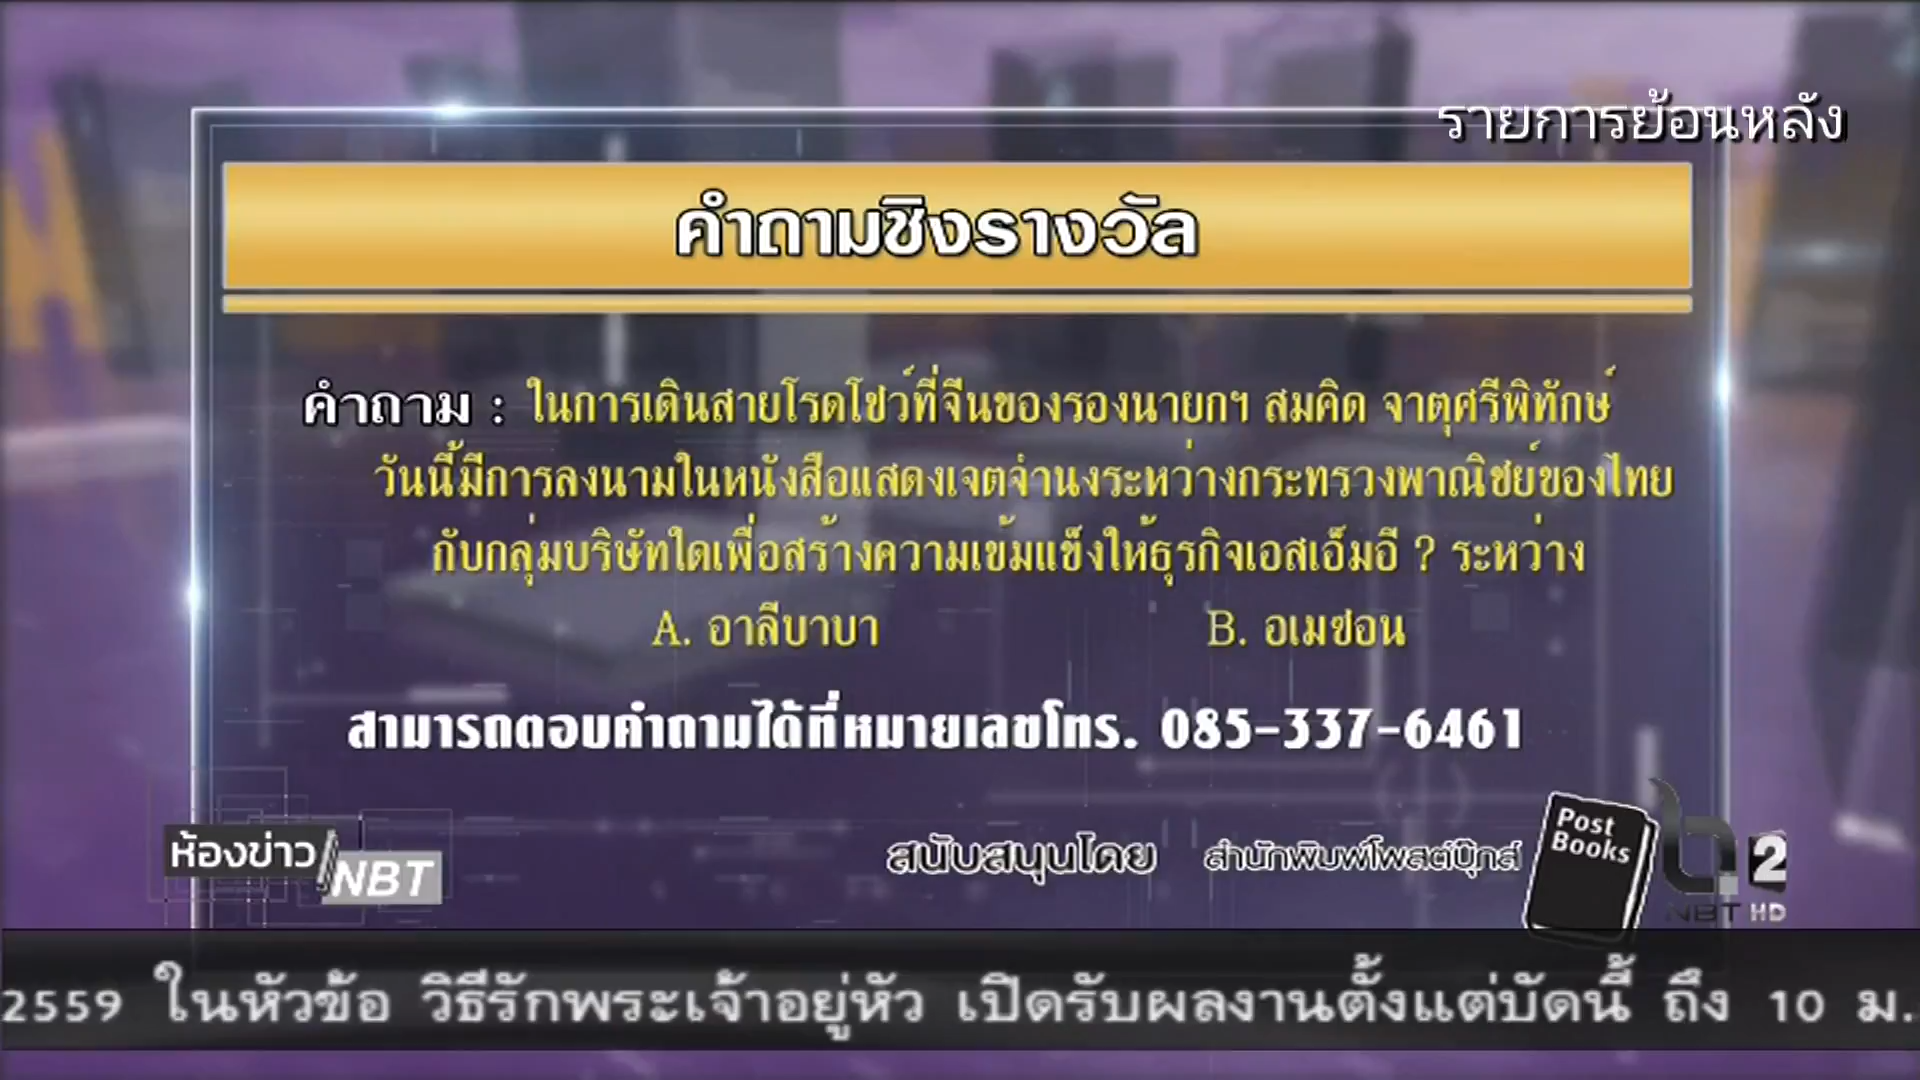 รายการย้อนหลัง
คำถามชิงรางวัล
คำถาม : ในการเดินสายโรดโชว์ที่จีนของรองนายกฯ สมคิด จาตุศรีพิทักษ์
วันนี้มีการลงนามในหนังสือแสดงเจตจำนงระหว่างกระทรวงพาณิชย์ของไทย
กับกลุ่มบริษัทใดเพื่อสร้างความเข้มแข็งให้ธุรกิจเอสเอ็มอี ? ระหว่าง
A. อาลีบาบา B. อเมซอน
สามารถตอบคำถามได้ที่หมายเลขโทร. 085-337-6461
ห้องข่าว NBT
สนับสนุนโดย สำนักพิมพ์โพสต์บุ๊กส์
Post Books
NBT 2 HD
2559 ในหัวข้อ วิธีรักพระเจ้าอยู่หัว เปิดรับผลงานตั้งแต่บัดนี้ ถึง 10 ม.